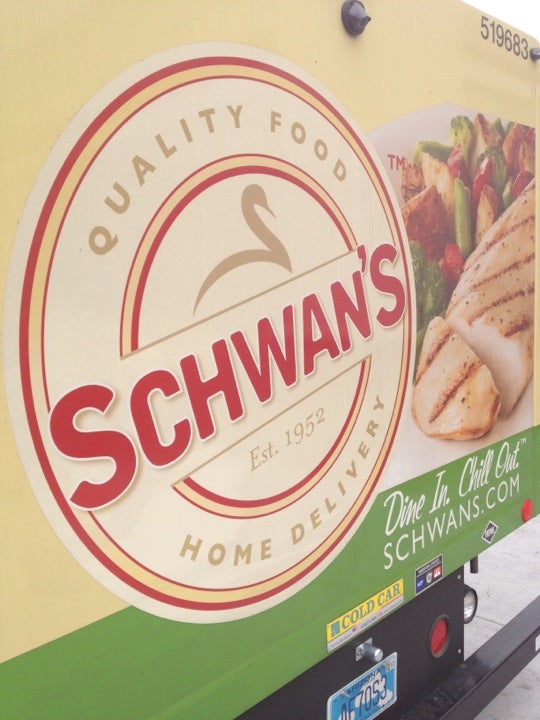 519683
QUALITY FOOD
TM
SCHWAN'S
Est. 1952
HOME DELIVERY
Dine In. Chill Out.™
SCHWANS.COM
COLD CAR